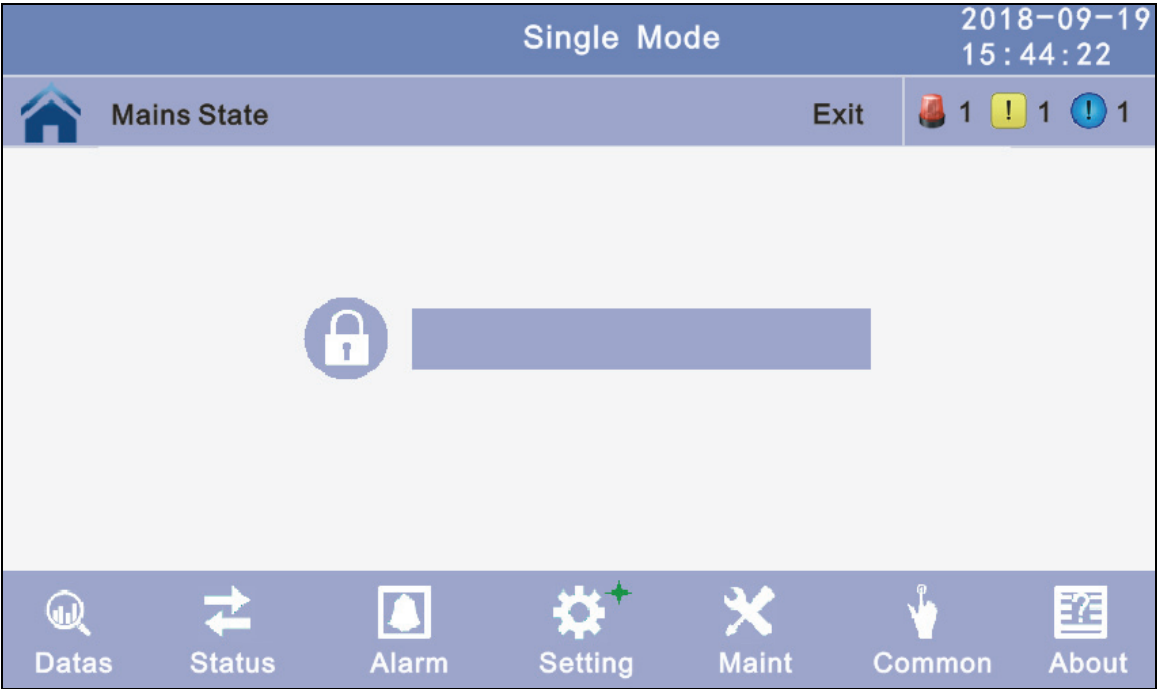 Single Mode
2018-09-19
15:44:22
Mains State
Exit
1 ! 1 ! 1
Datas
Status
Alarm
Setting
Maint
Common
About